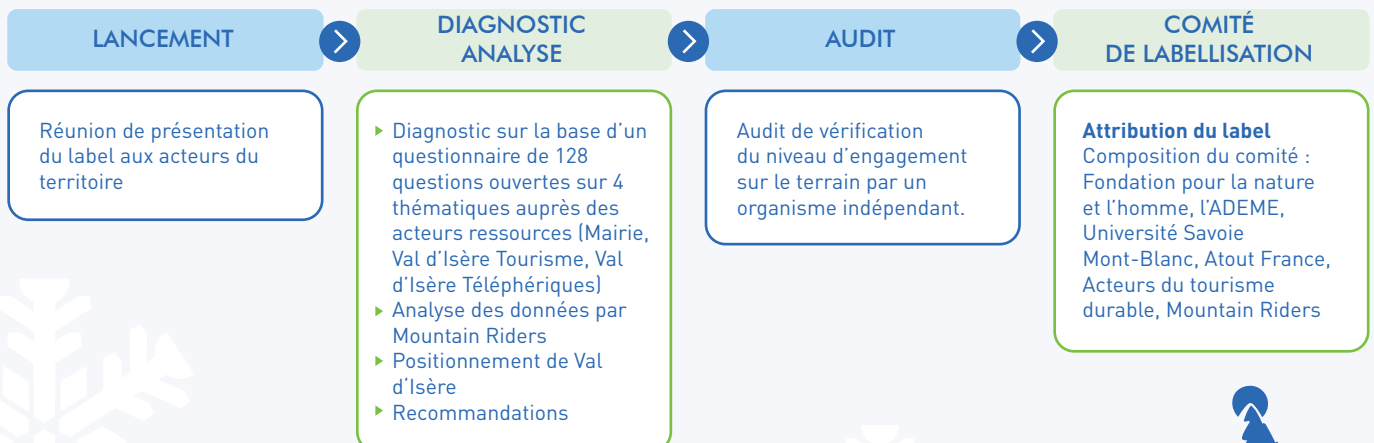 LANCEMENT
Réunion de présentation
du label aux acteurs du
territoire
DIAGNOSTIC
ANALYSE
Diagnostic sur la base d'un
questionnaire de 128
questions ouvertes sur 4
thématiques auprès des
acteurs ressources (Mairie,
Val d'Isère Tourisme, Val
d'Isère Téléphériques)
Analyse des données par
Mountain Riders
Positionnement de Val
d'Isère
Recommandations
AUDIT
Audit de vérification
du niveau d'engagement
sur le terrain par un
organisme indépendant.
COMITÉ
DE LABELLISATION
Attribution du label
Composition du comité :
Fondation pour la nature
et l'homme, l'ADEME,
Université Savoie
Mont-Blanc, Atout France,
Acteurs du tourisme
durable, Mountain Riders